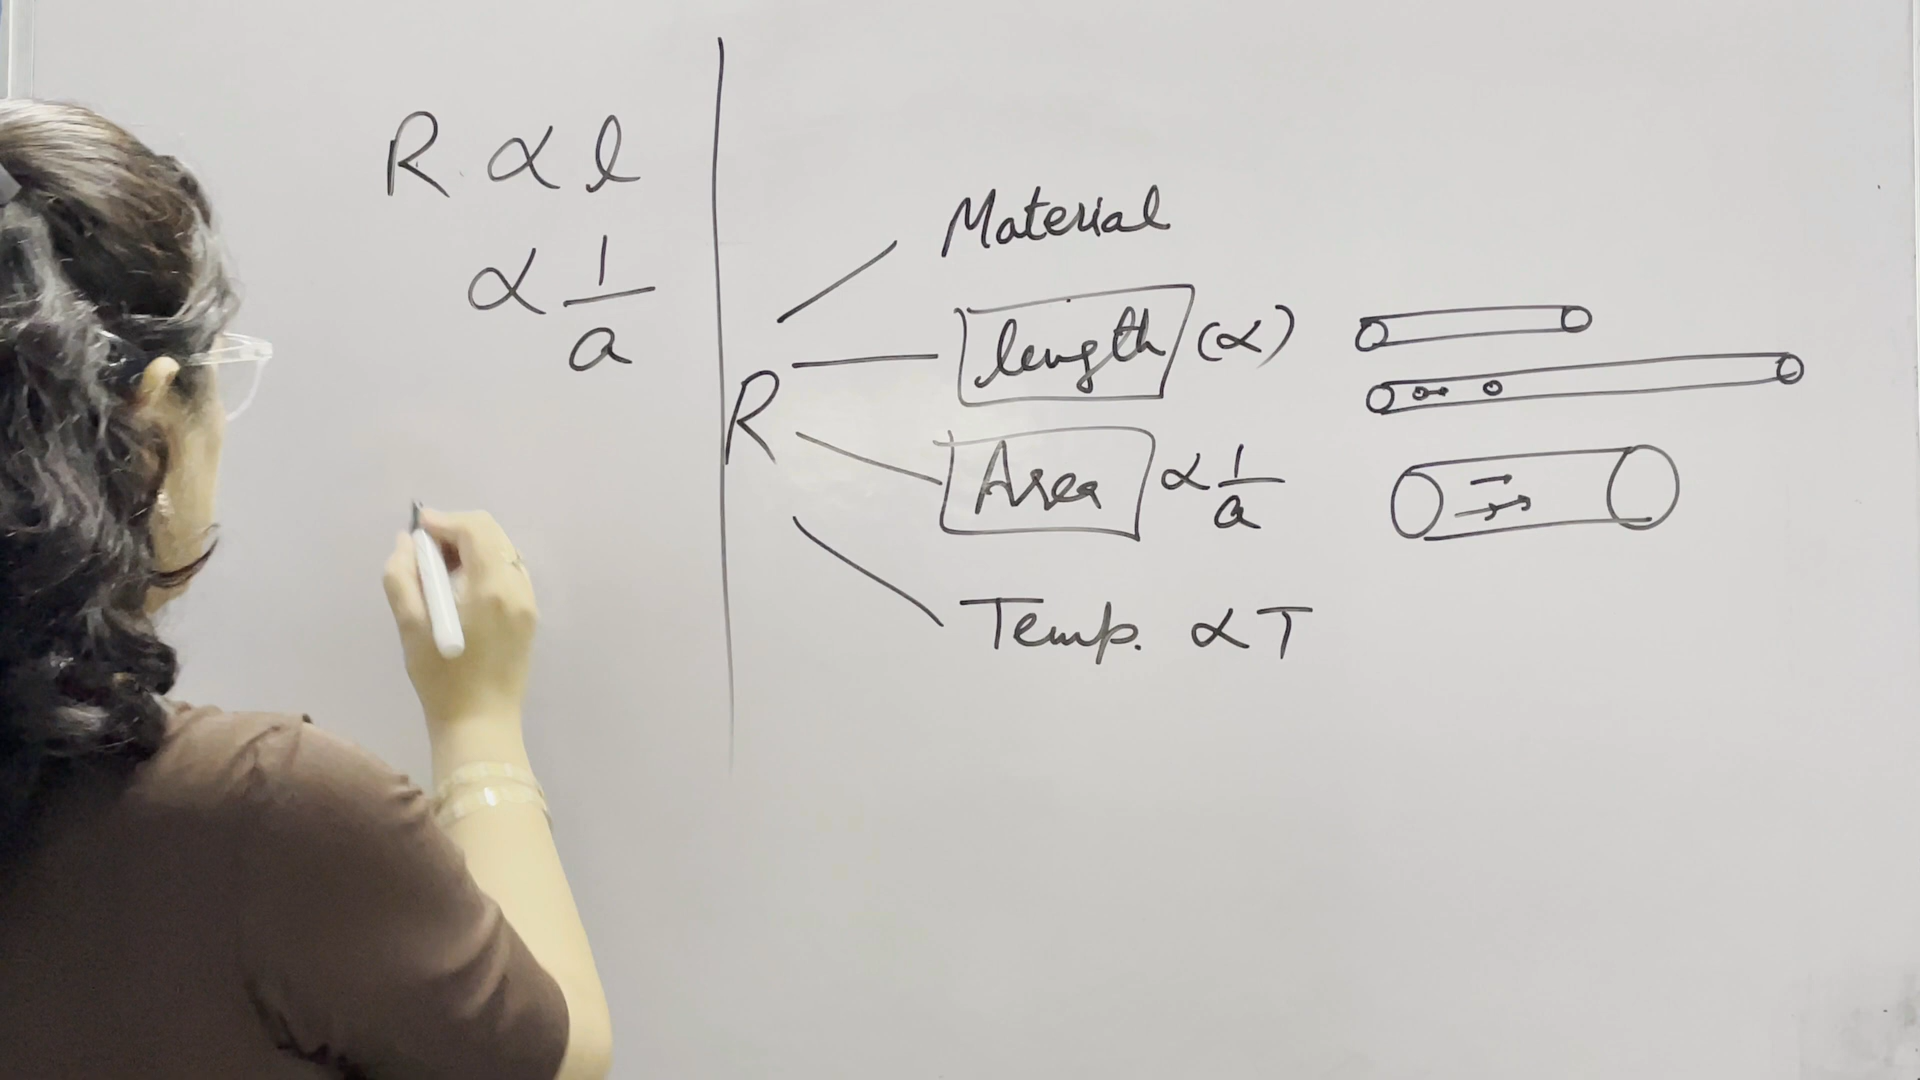 R ∝ l
∝ 1/a
R
Material
length (∝)
Area ∝ 1/a
Temp. ∝ T